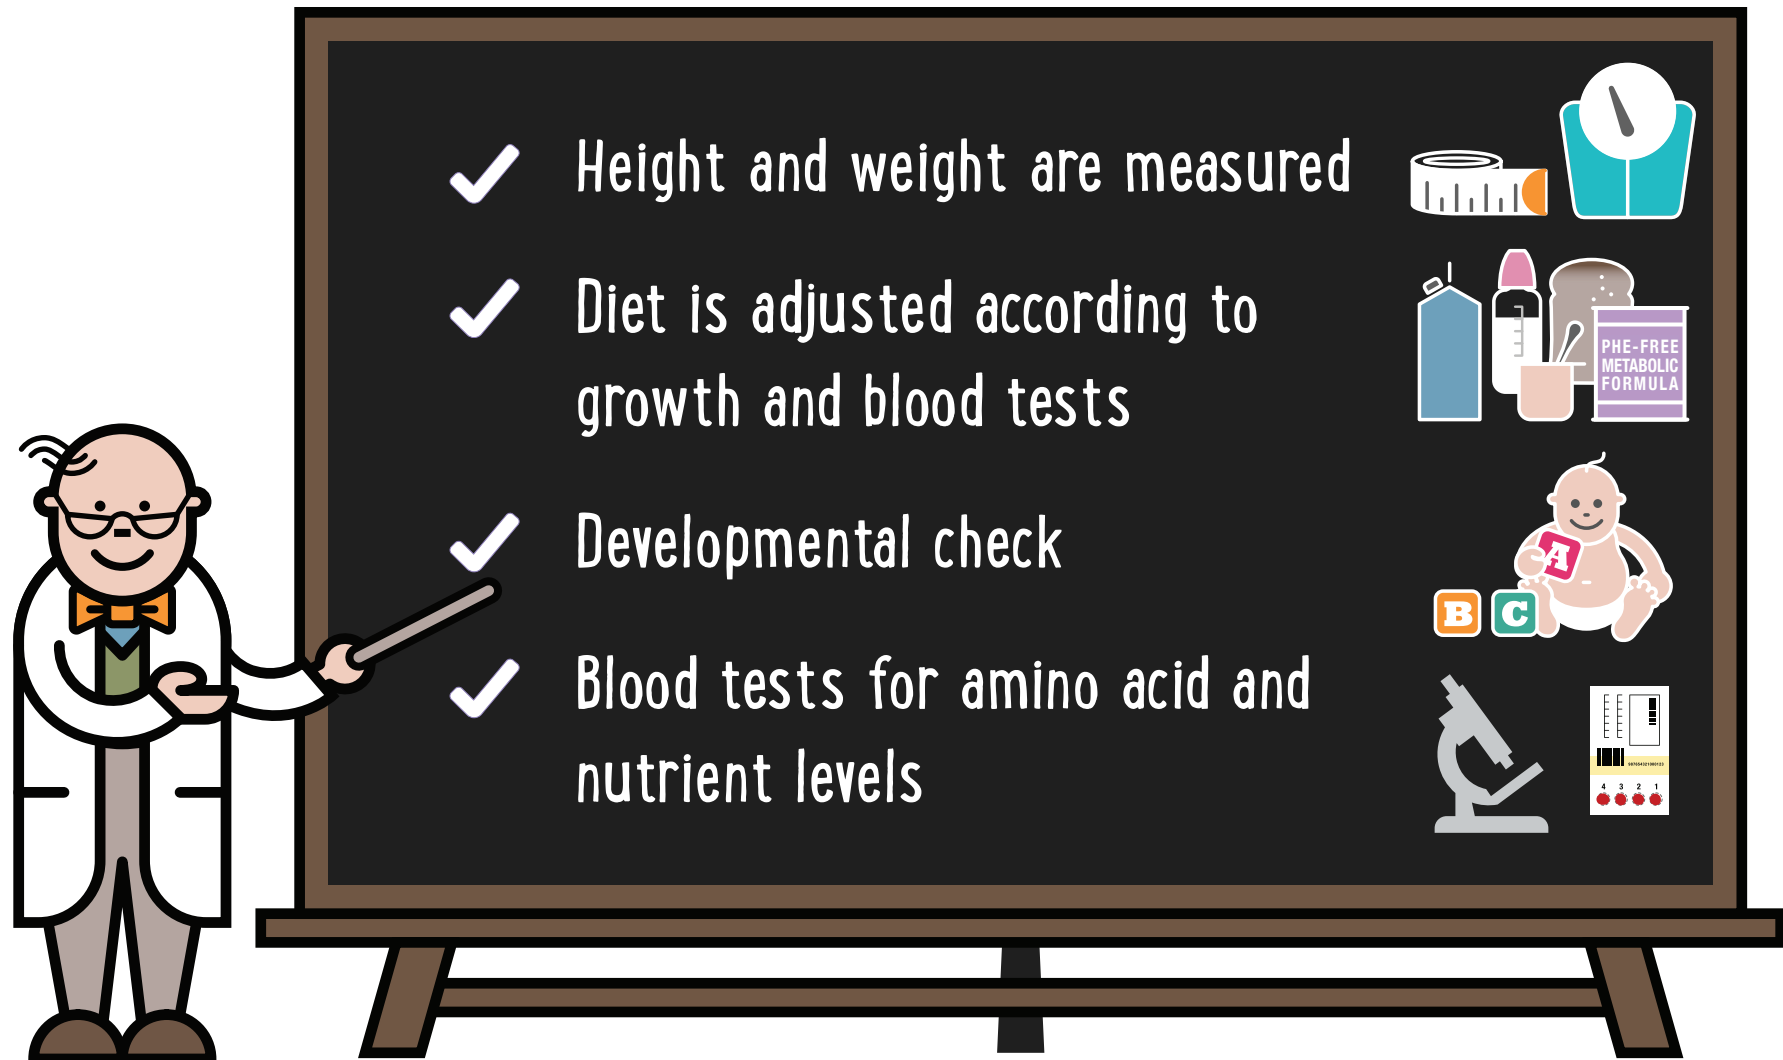 Height and weight are measured
Diet is adjusted according to
growth and blood tests
PHE-FREE
METABOLIC
FORMULA
Developmental check
A
B C
Blood tests for amino acid and
nutrient levels
4 3 2 1